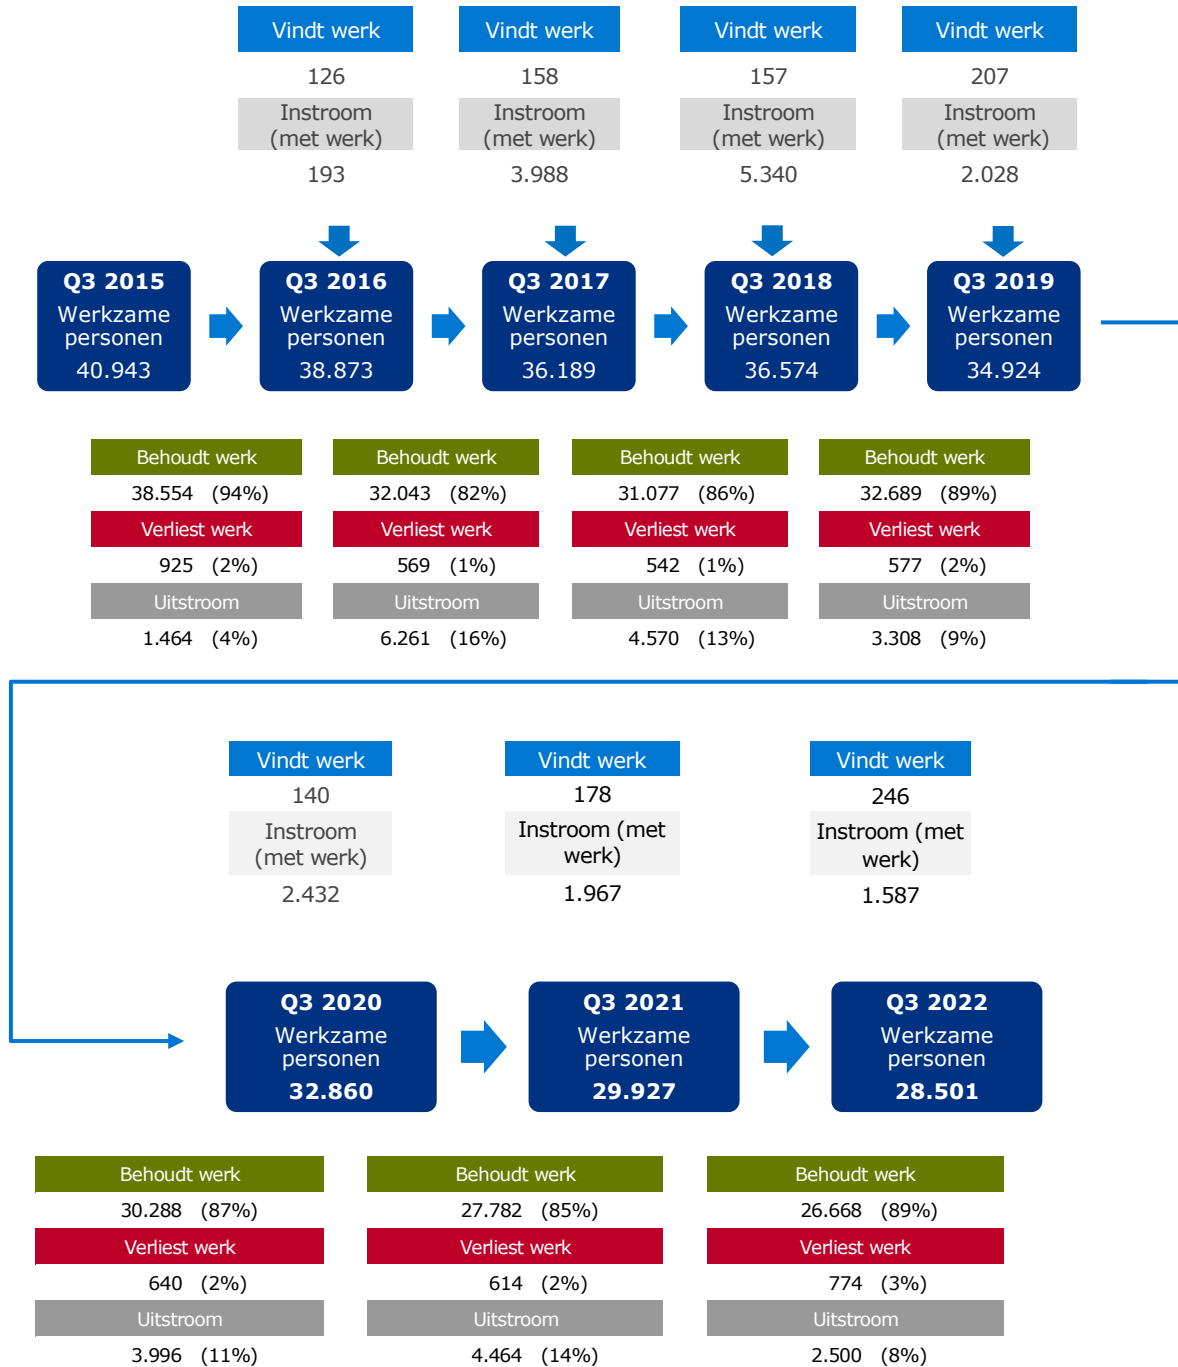 Vindt werk
126
Instroom
(met werk)
193
Vindt werk
158
Instroom
(met werk)
3.988
Vindt werk
157
Instroom
(met werk)
5.340
Vindt werk
207
Instroom
(met werk)
2.028
Q3 2015
Werkzame
personen
40.943
Q3 2016
Werkzame
personen
38.873
Q3 2017
Werkzame
personen
36.189
Q3 2018
Werkzame
personen
36.574
Q3 2019
Werkzame
personen
34.924
Behoudt werk
38.554 (94%)
Verliest werk
925 (2%)
Uitstroom
1.464 (4%)
Behoudt werk
32.043 (82%)
Verliest werk
569 (1%)
Uitstroom
6.261 (16%)
Behoudt werk
31.077 (86%)
Verliest werk
542 (1%)
Uitstroom
4.570 (13%)
Behoudt werk
32.689 (89%)
Verliest werk
577 (2%)
Uitstroom
3.308 (9%)
Vindt werk
140
Instroom
(met werk)
2.432
Vindt werk
178
Instroom (met
werk)
1.967
Vindt werk
246
Instroom (met
werk)
1.587
Q3 2020
Werkzame
personen
32.860
Q3 2021
Werkzame
personen
29.927
Q3 2022
Werkzame
personen
28.501
Behoudt werk
30.288 (87%)
Verliest werk
640 (2%)
Uitstroom
3.996 (11%)
Behoudt werk
27.782 (85%)
Verliest werk
614 (2%)
Uitstroom
4.464 (14%)
Behoudt werk
26.668 (89%)
Verliest werk
774 (3%)
Uitstroom
2.500 (8%)